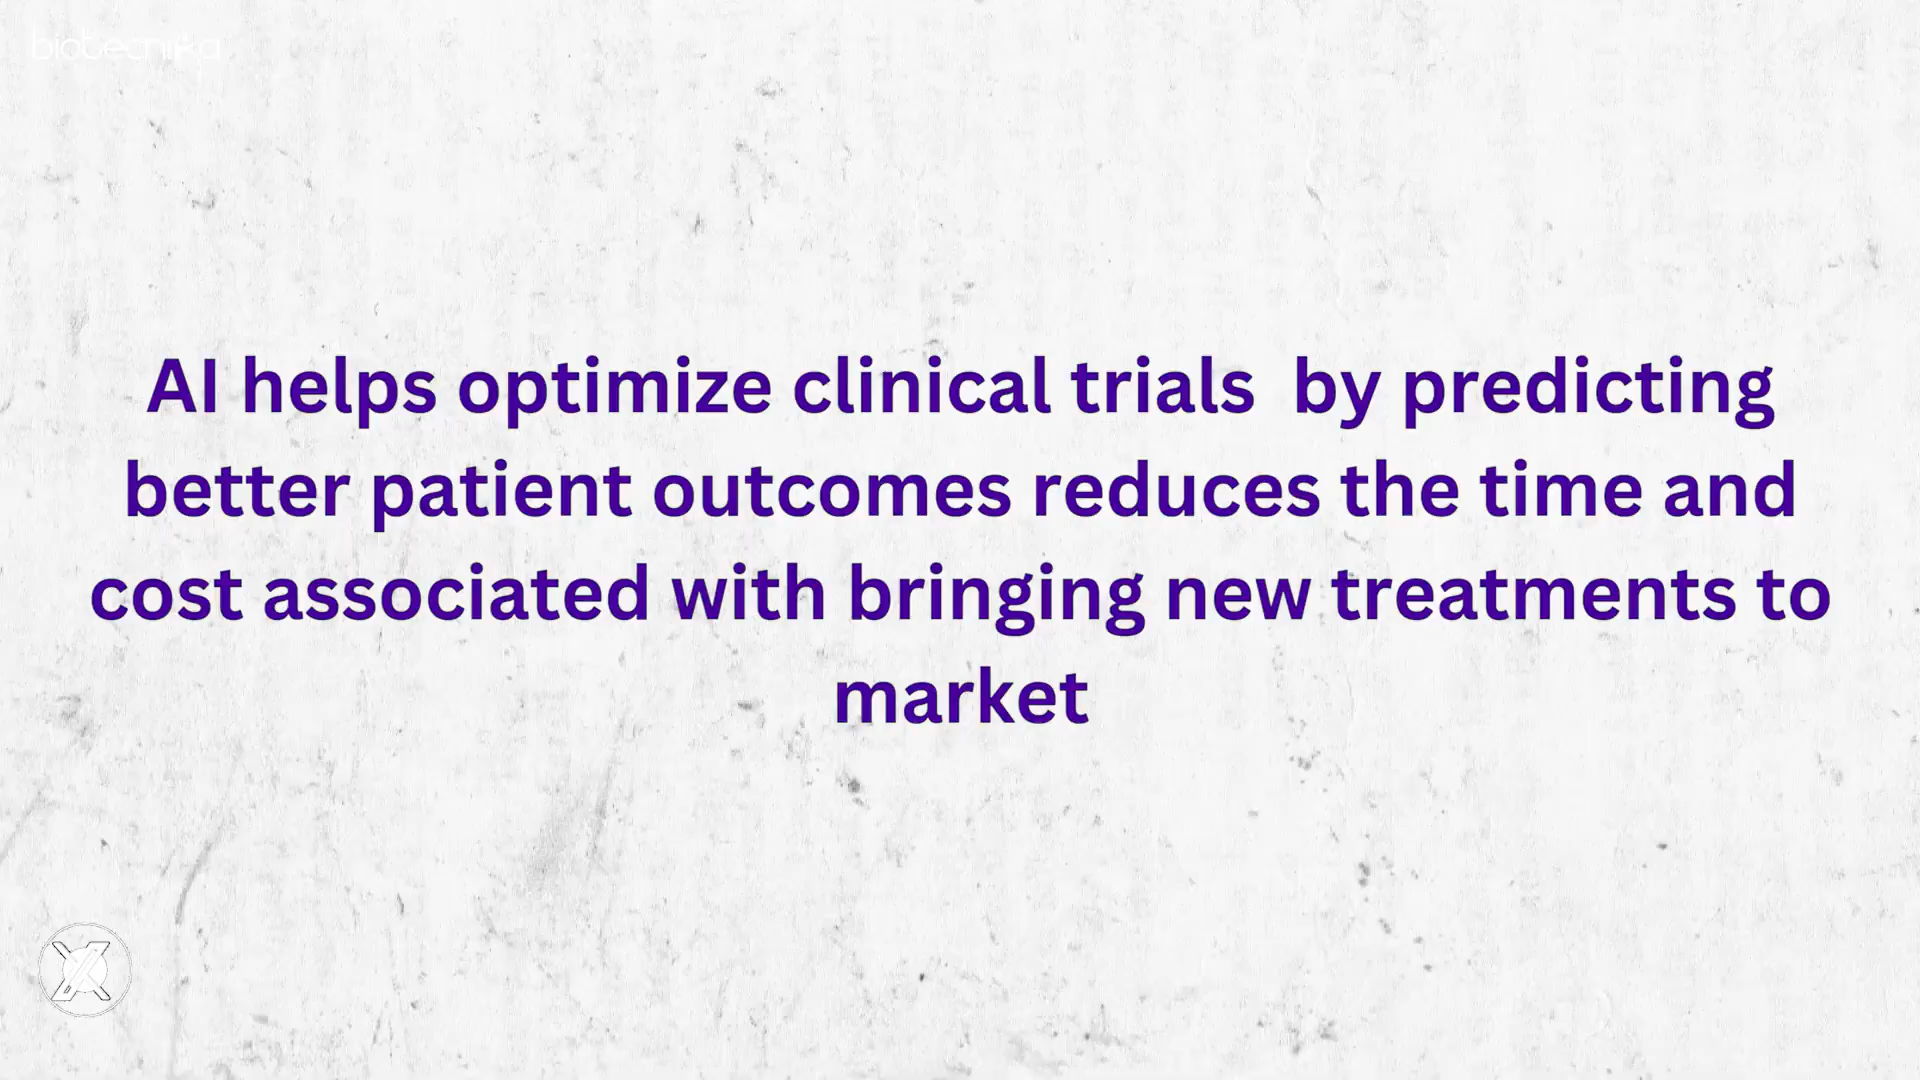 biotecnika
AI helps optimize clinical trials  by predicting
better patient outcomes reduces the time and
cost associated with bringing new treatments to
market